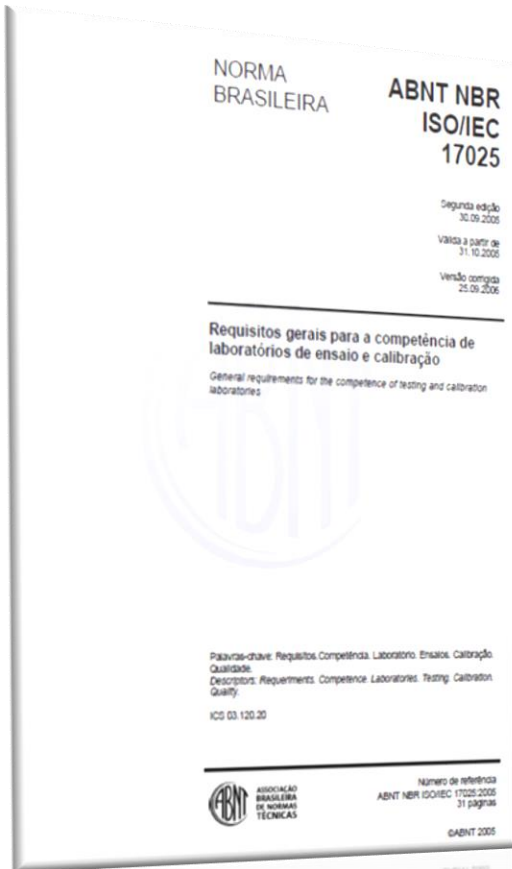 NORMA
BRASILEIRA
ABNT NBR
ISO/IEC
17025
Segunda edição
30.09.2005
Válida a partir de
31.10.2005
Versão corrigida
25.09.2006
Requisitos gerais para a competência de
laboratórios de ensaio e calibração
General requirements for the competence of testing and calibration
laboratories
ABNT
Palavras-chave: Requisitos.Competência. Laboratório. Ensaios. Calibração.
Qualidade.
Descriptors: Requeriments. Competence. Laboratories. Testing. Calibration.
Quality.
ICS 03.120.20
ABNT
ASSOCIAÇÃO
BRASILEIRA
DE NORMAS
TÉCNICAS
Número de referência
ABNT NBR ISO/IEC 17025:2005
31 páginas
©ABNT 2005